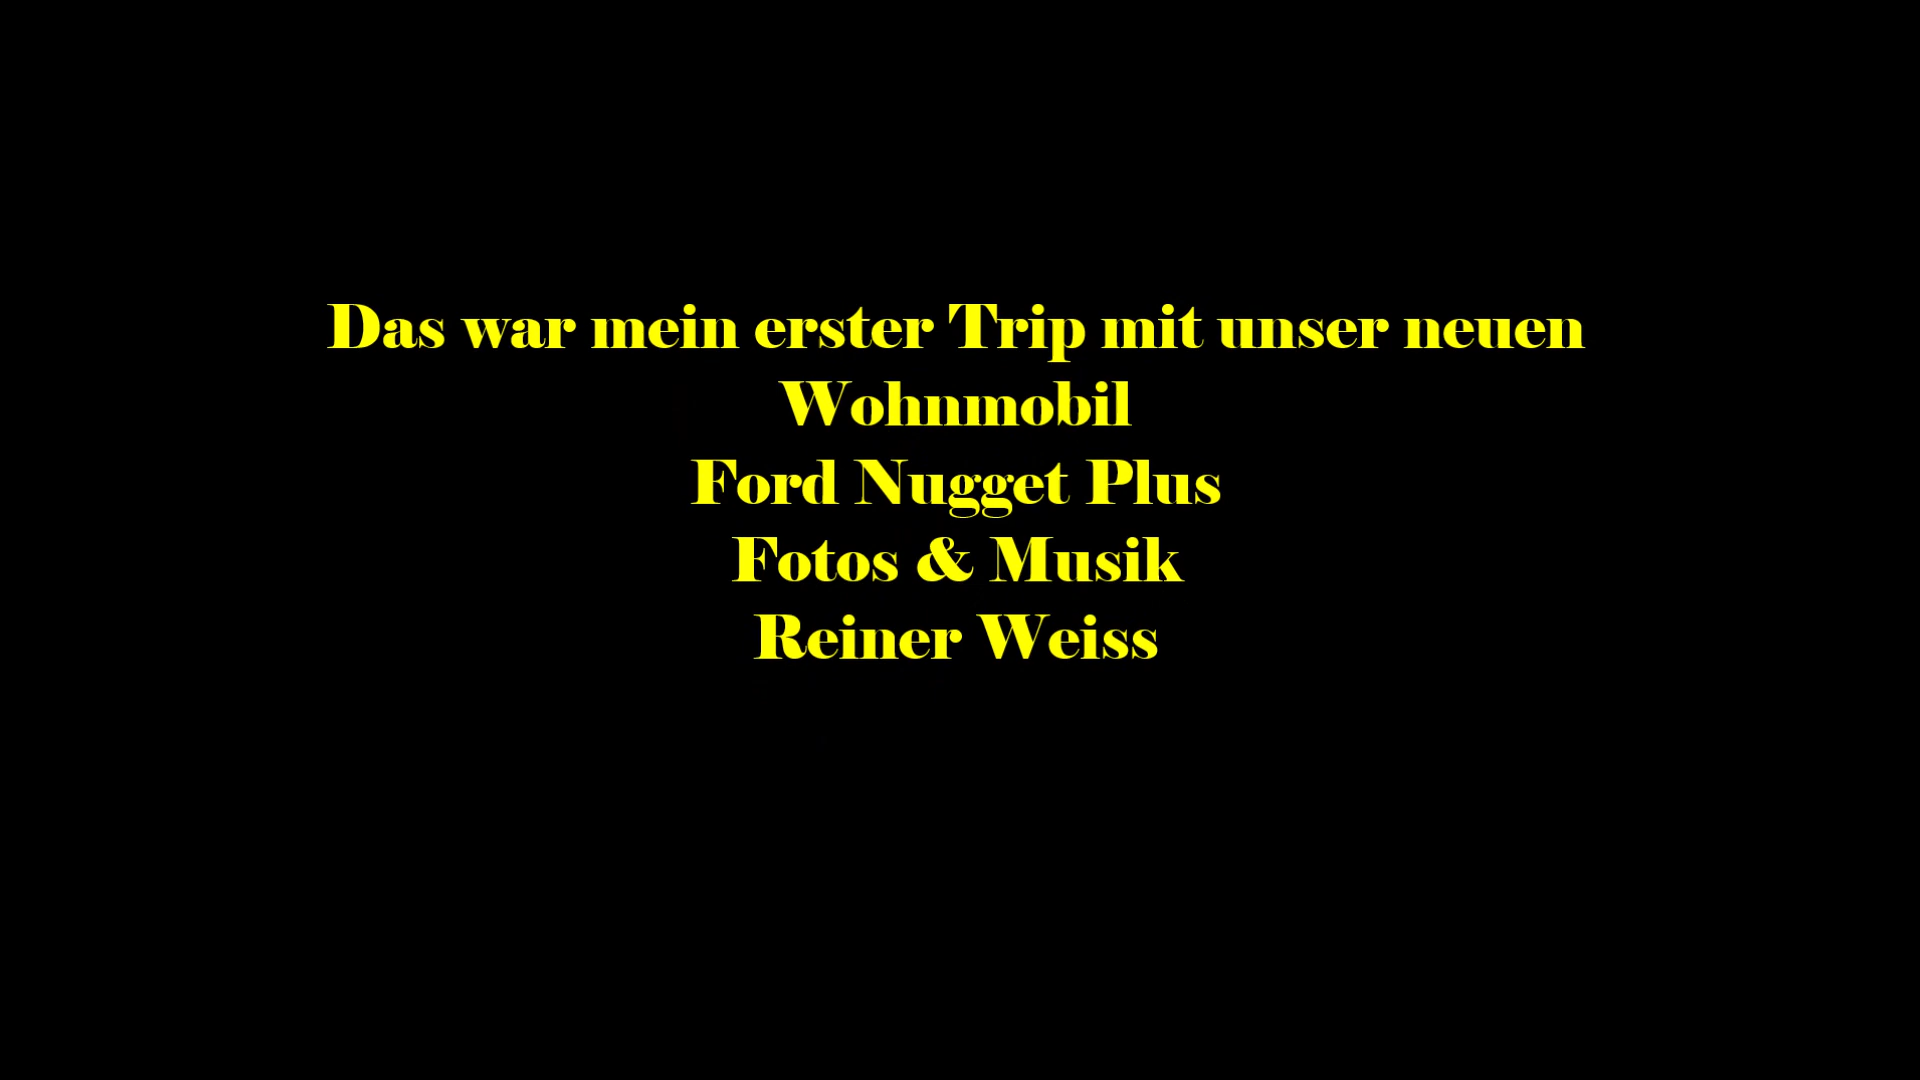 Das war mein erster Trip mit unser neuen
Wohnmobil
Ford Nugget Plus
Fotos & Musik
Reiner Weiss